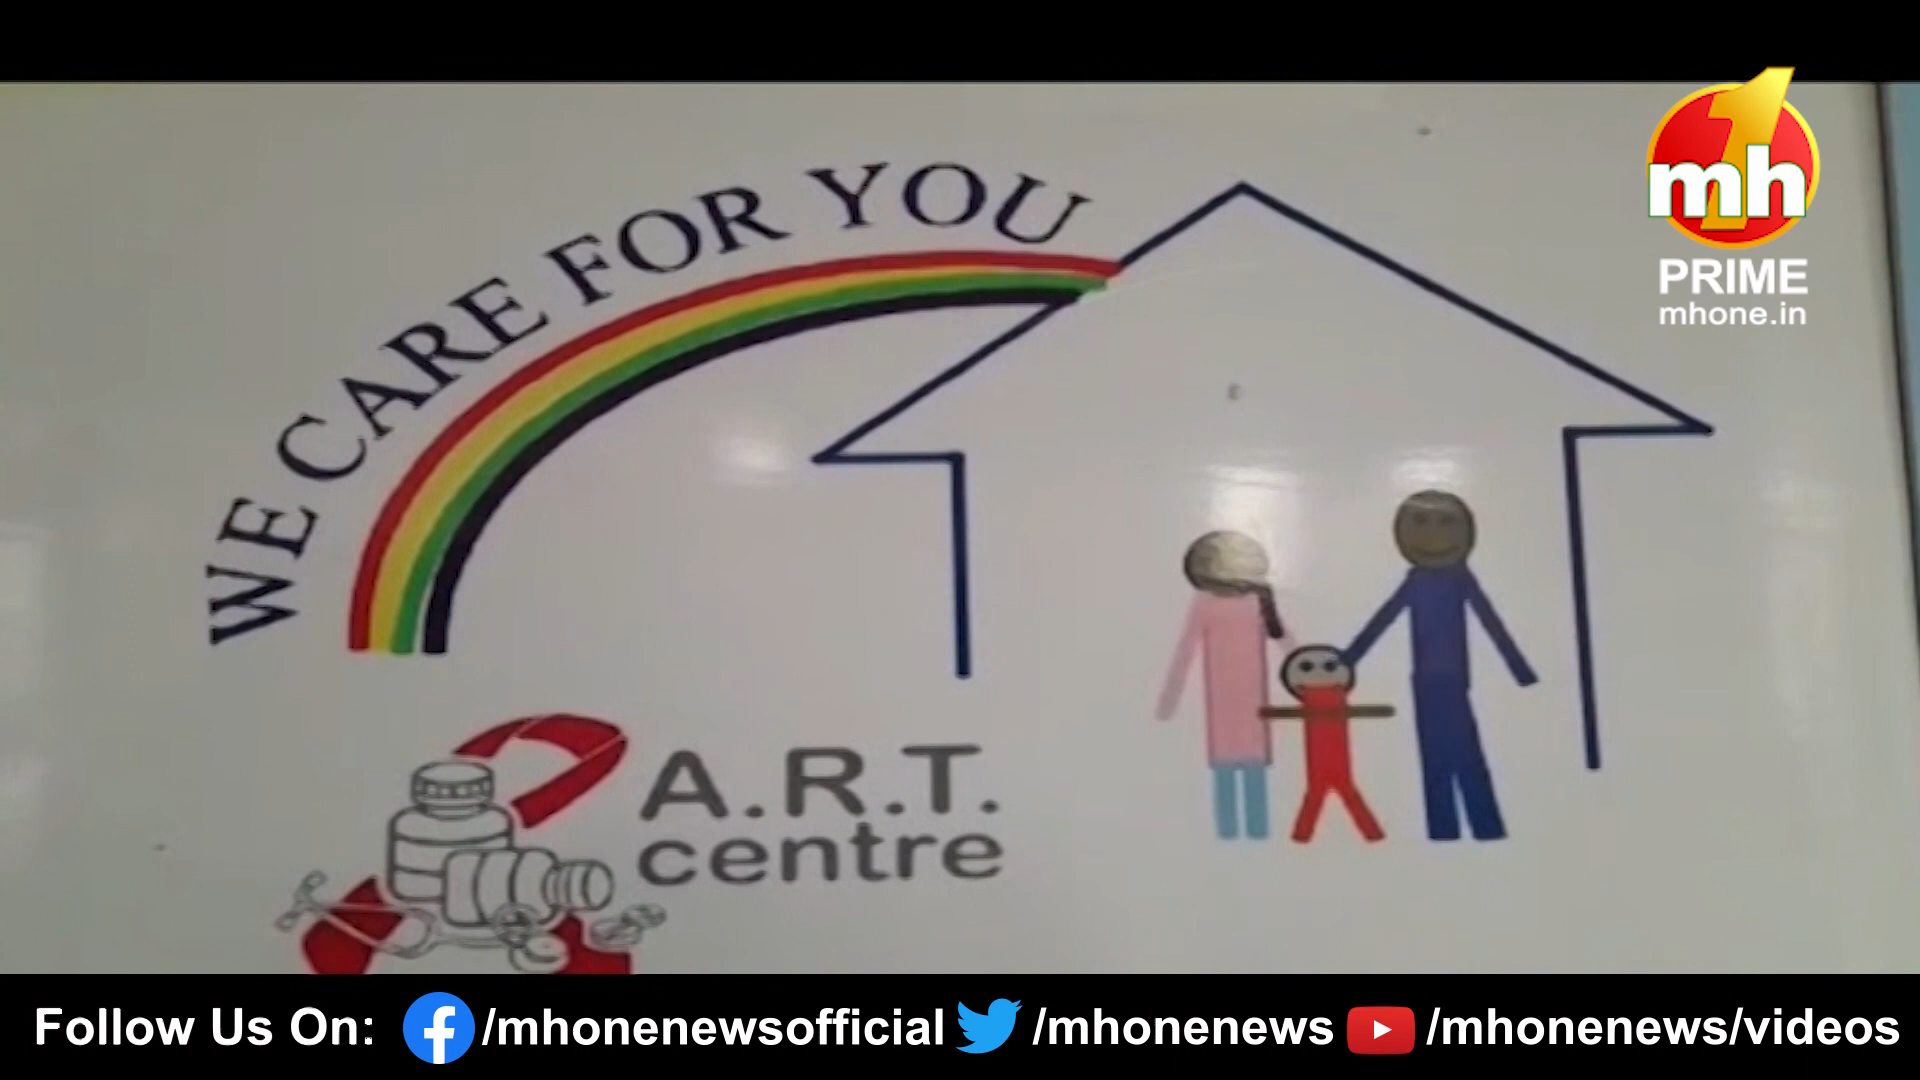 WE CARE FOR YOU
1
mh
PRIME
mhone.in
A.R.T.
centre
Follow Us On: /mhonenewsofficial /mhonenews /mhonenews/videos